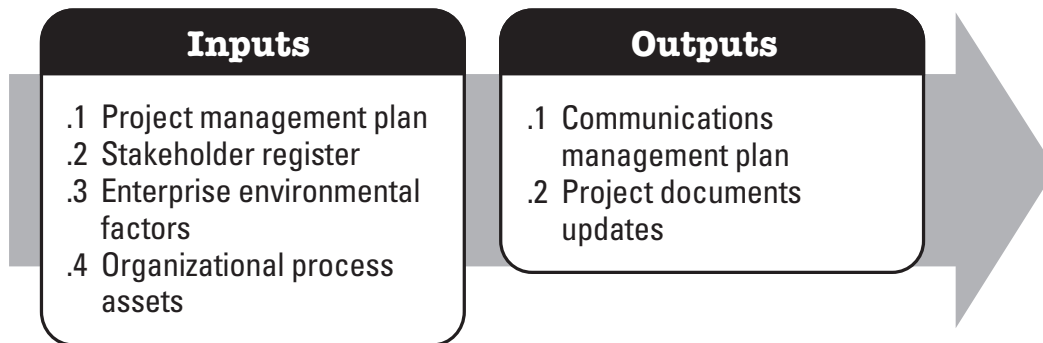 Inputs
.1 Project management plan
.2 Stakeholder register
.3 Enterprise environmental
factors
.4 Organizational process
assets
Outputs
.1 Communications
management plan
.2 Project documents
updates